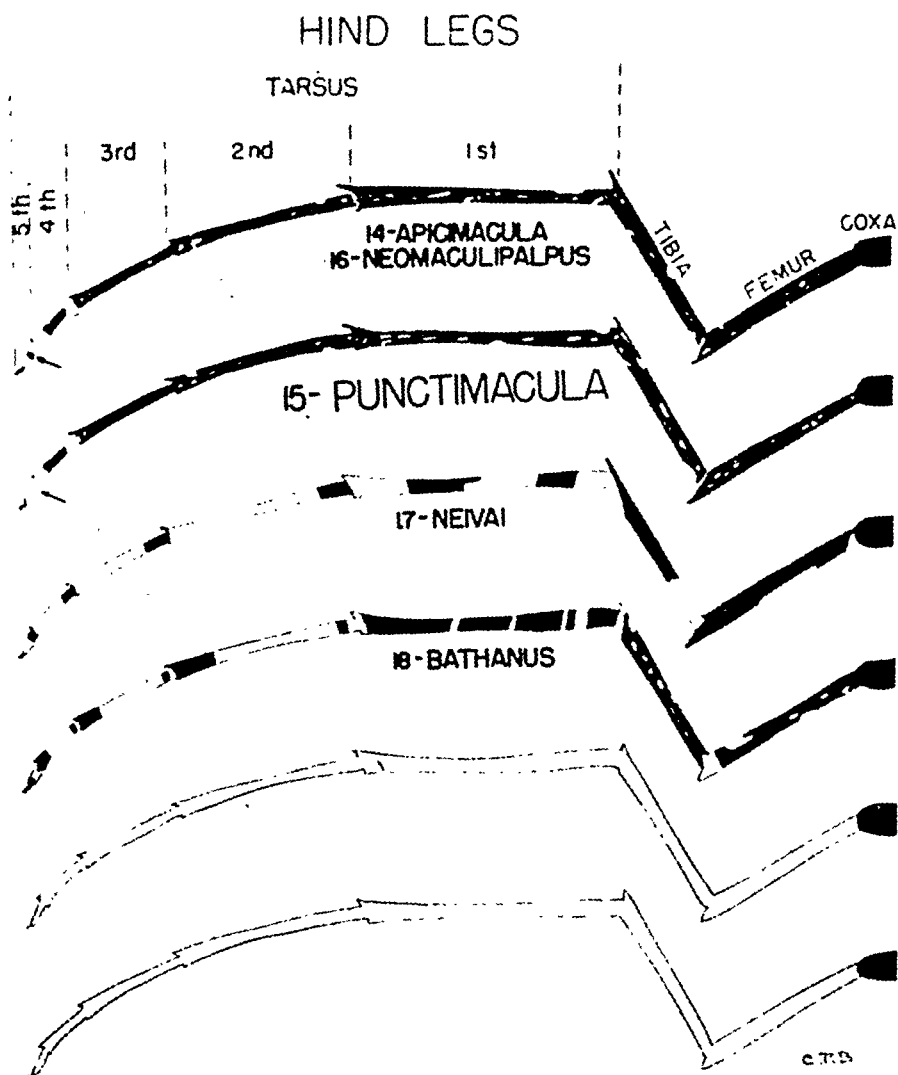 HIND LEGS
TARSUS
5th
4th
3rd
2nd
1st
14-APICIMACULA
16-NEOMACULIPALPUS
TIBIA
FEMUR
COXA
15- PUNCTIMACULA
17-NEIVAI
18-BATHANUS
C.T.B